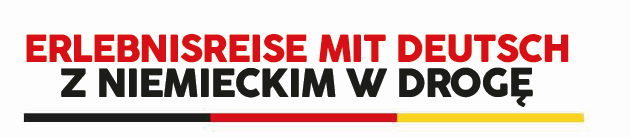 ERLEBNISREISE MIT DEUTSCH
Z NIEMIECKIM W DROGĘ